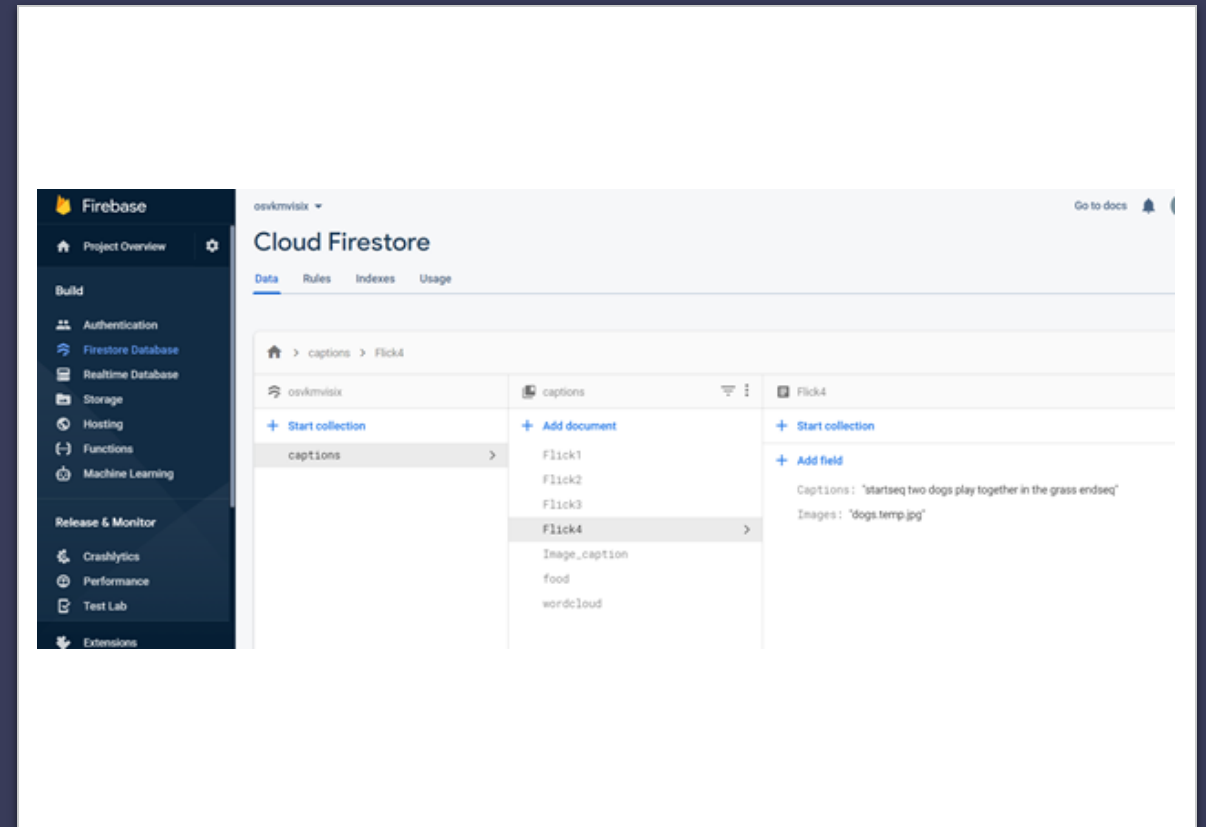 Firebase
Project Overview
Build
Authentication
Firestore Database
Realtime Database
Storage
Hosting
Functions
Machine Learning
Release & Monitor
Crashlytics
Performance
Test Lab
Extensions
osvkmvisix
Go to docs
Cloud Firestore
Data Rules Indexes Usage
> captions > Flick4
osvkmvisix
+ Start collection
captions >
captions
+ Add document
Flick1
Flick2
Flick3
Flick4 >
Image_caption
food
wordcloud
Flick4
+ Start collection
+ Add field
Captions: "startseq two dogs play together in the grass endseq"
Images: "dogs.temp.jpg"